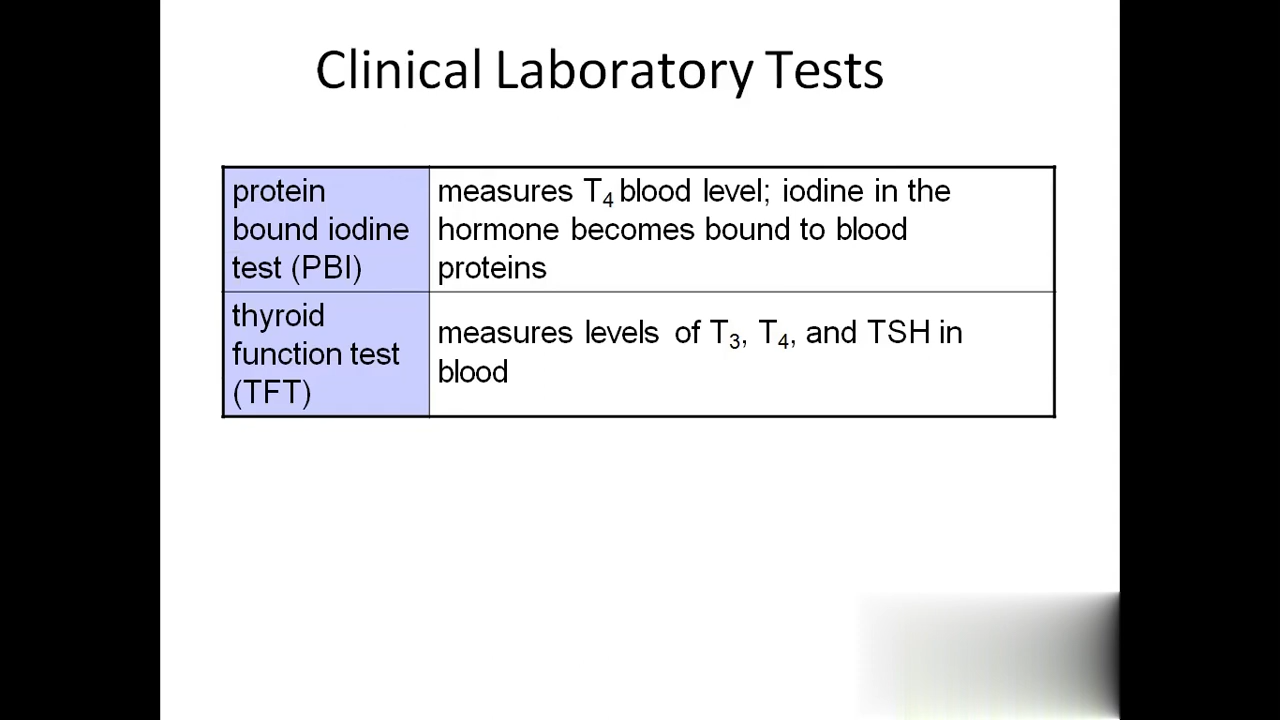 Clinical Laboratory Tests
protein
bound iodine
test (PBI)
measures T₄ blood level; iodine in the
hormone becomes bound to blood
proteins
thyroid
function test
(TFT)
measures levels of T₃, T₄, and TSH in
blood